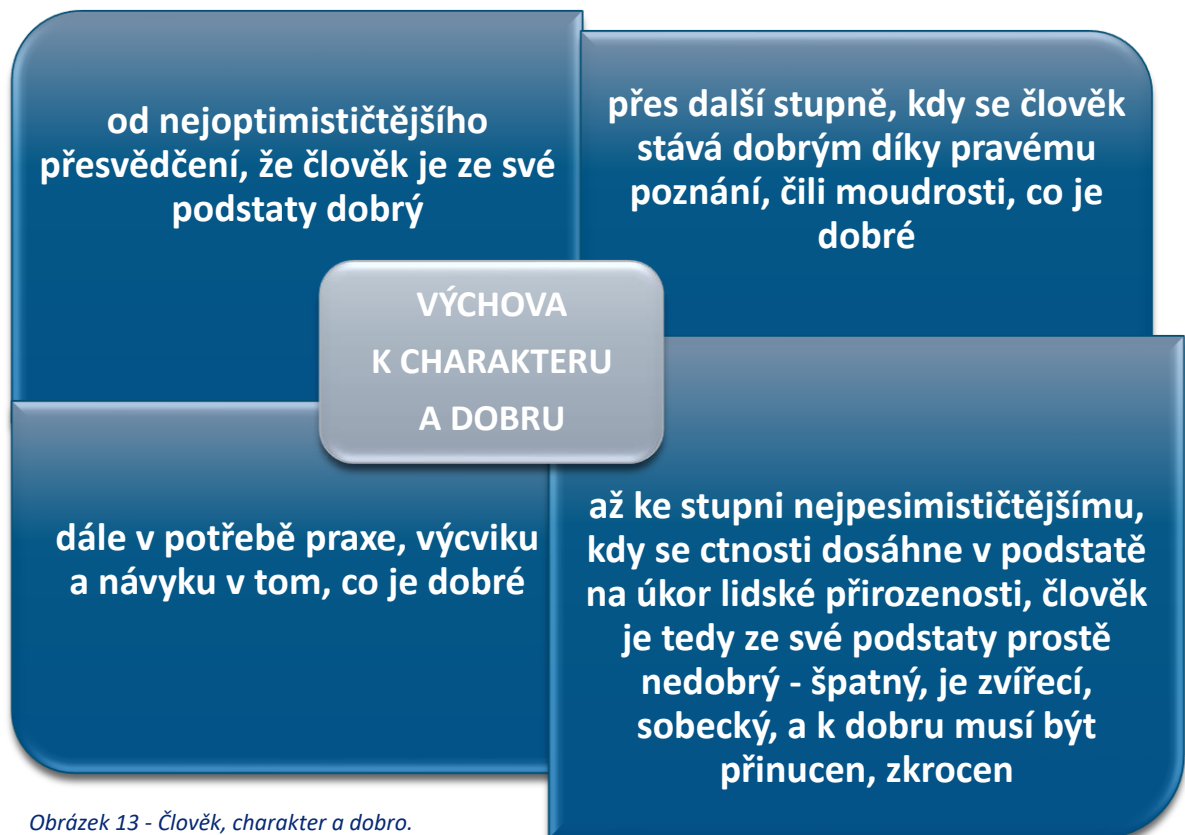 od nejoptimističtějšího
přesvědčení, že člověk je ze své
podstaty dobrý
přes další stupně, kdy se člověk
stává dobrým díky pravému
poznání, čili moudrosti, co je
dobré
VÝCHOVA
K CHARAKTERU
A DOBRU
dále v potřebě praxe, výcviku
a návyku v tom, co je dobré
až ke stupni nejpesimističtějšímu,
kdy se ctnosti dosáhne v podstatě
na úkor lidské přirozenosti, člověk
je tedy ze své podstaty prostě
nedobrý - špatný, je zvířecí,
sobecký, a k dobru musí být
přinucen, zkrocen
Obrázek 13 - Člověk, charakter a dobro.